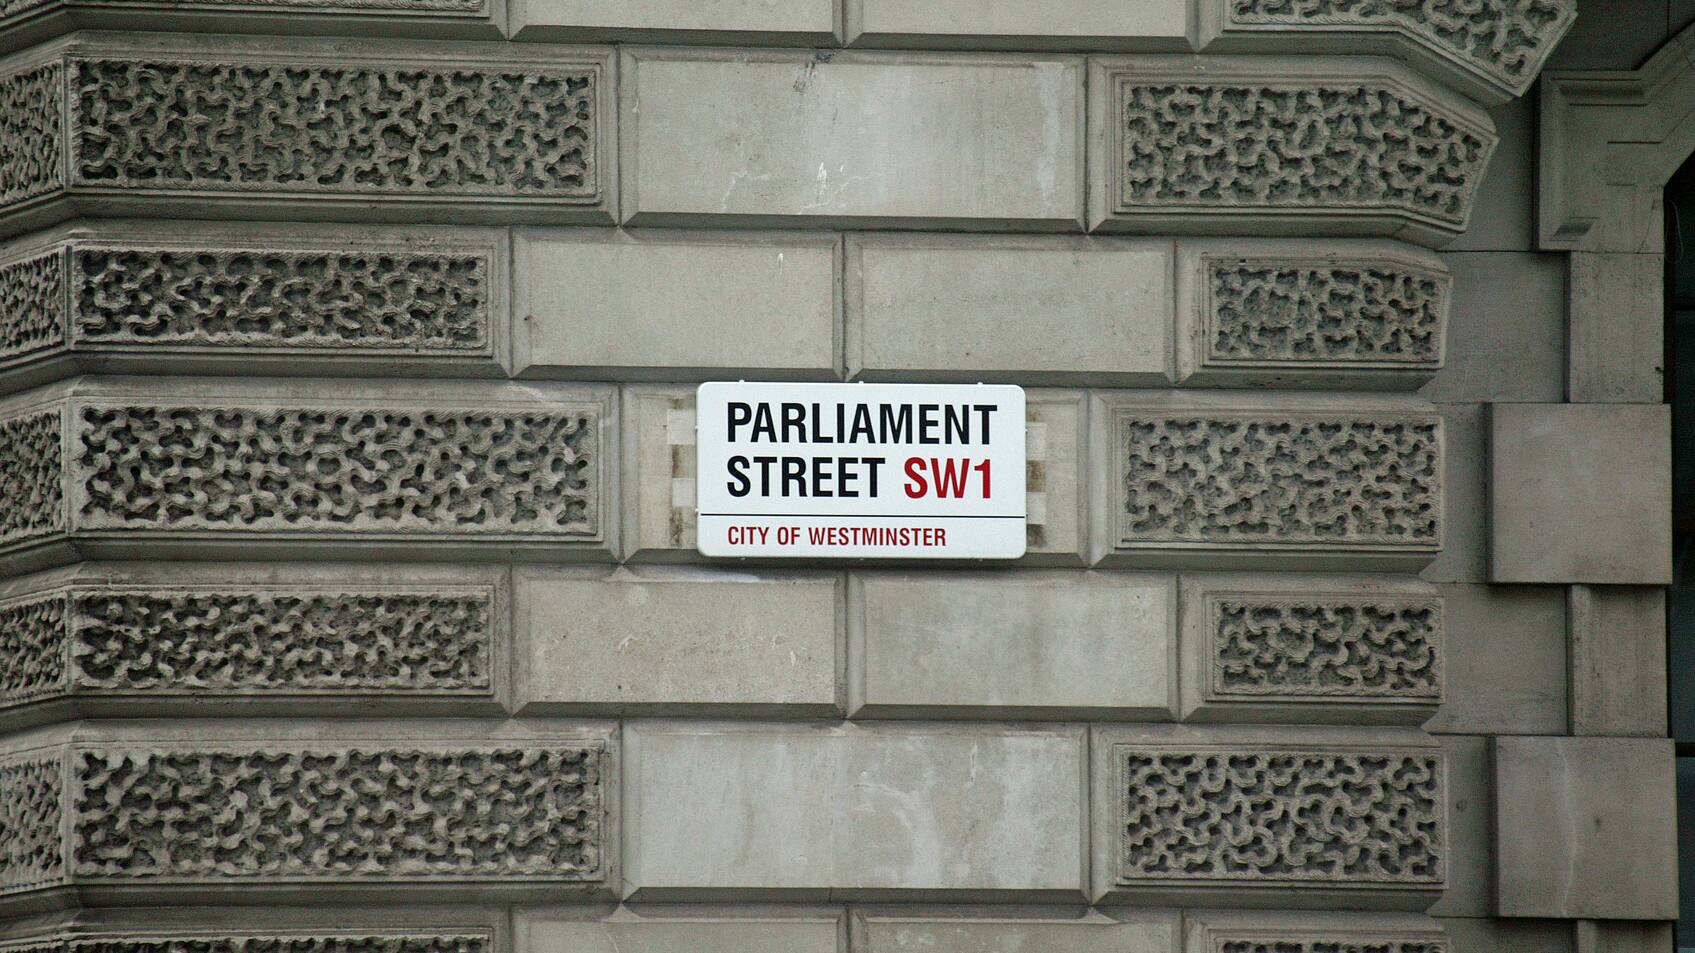 PARLIAMENT
STREET SW1
CITY OF WESTMINSTER